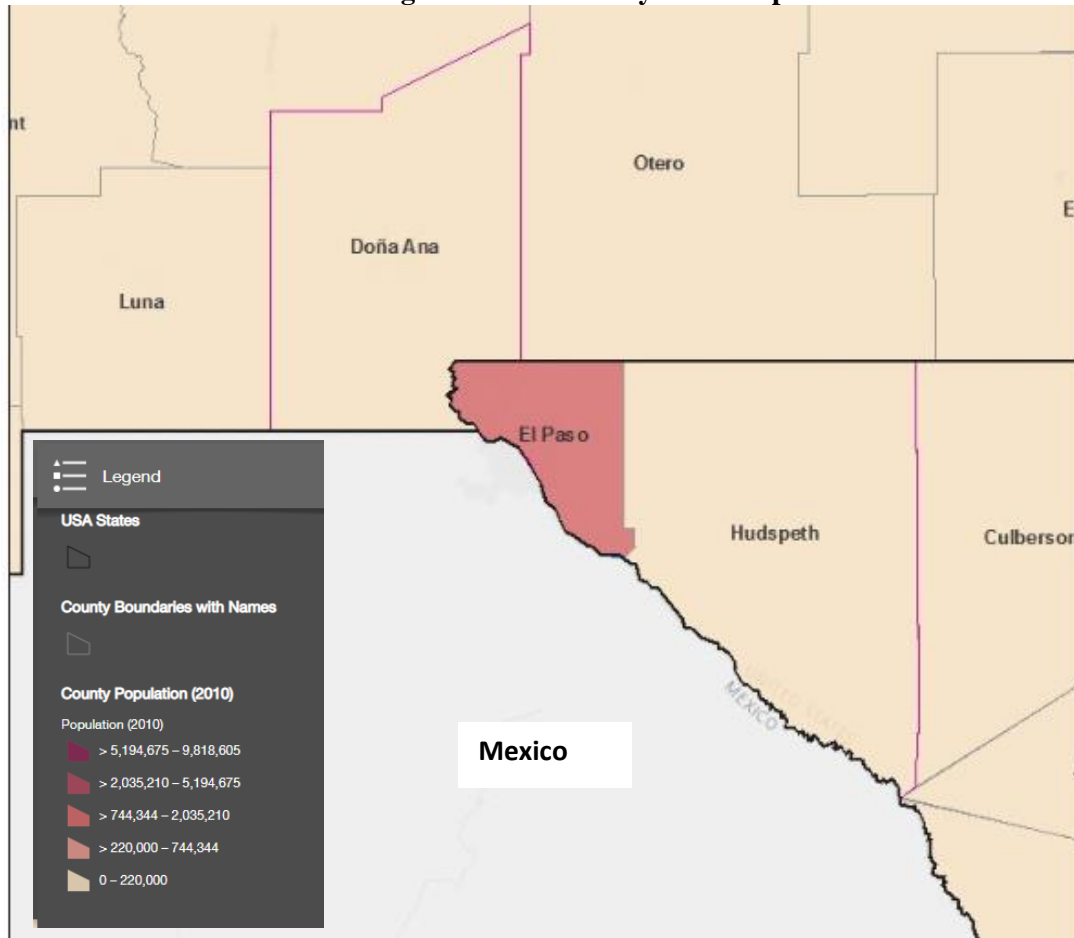 nt
Otero
E
Doña Ana
Luna
El Paso
Hudspeth
Culberson
UNITED STATES
MEXICO
Mexico
Legend
USA States
County Boundaries with Names
County Population (2010)
Population (2010)
> 5,194,675 – 9,818,605
> 2,035,210 – 5,194,675
> 744,344 – 2,035,210
> 220,000 – 744,344
0 – 220,000